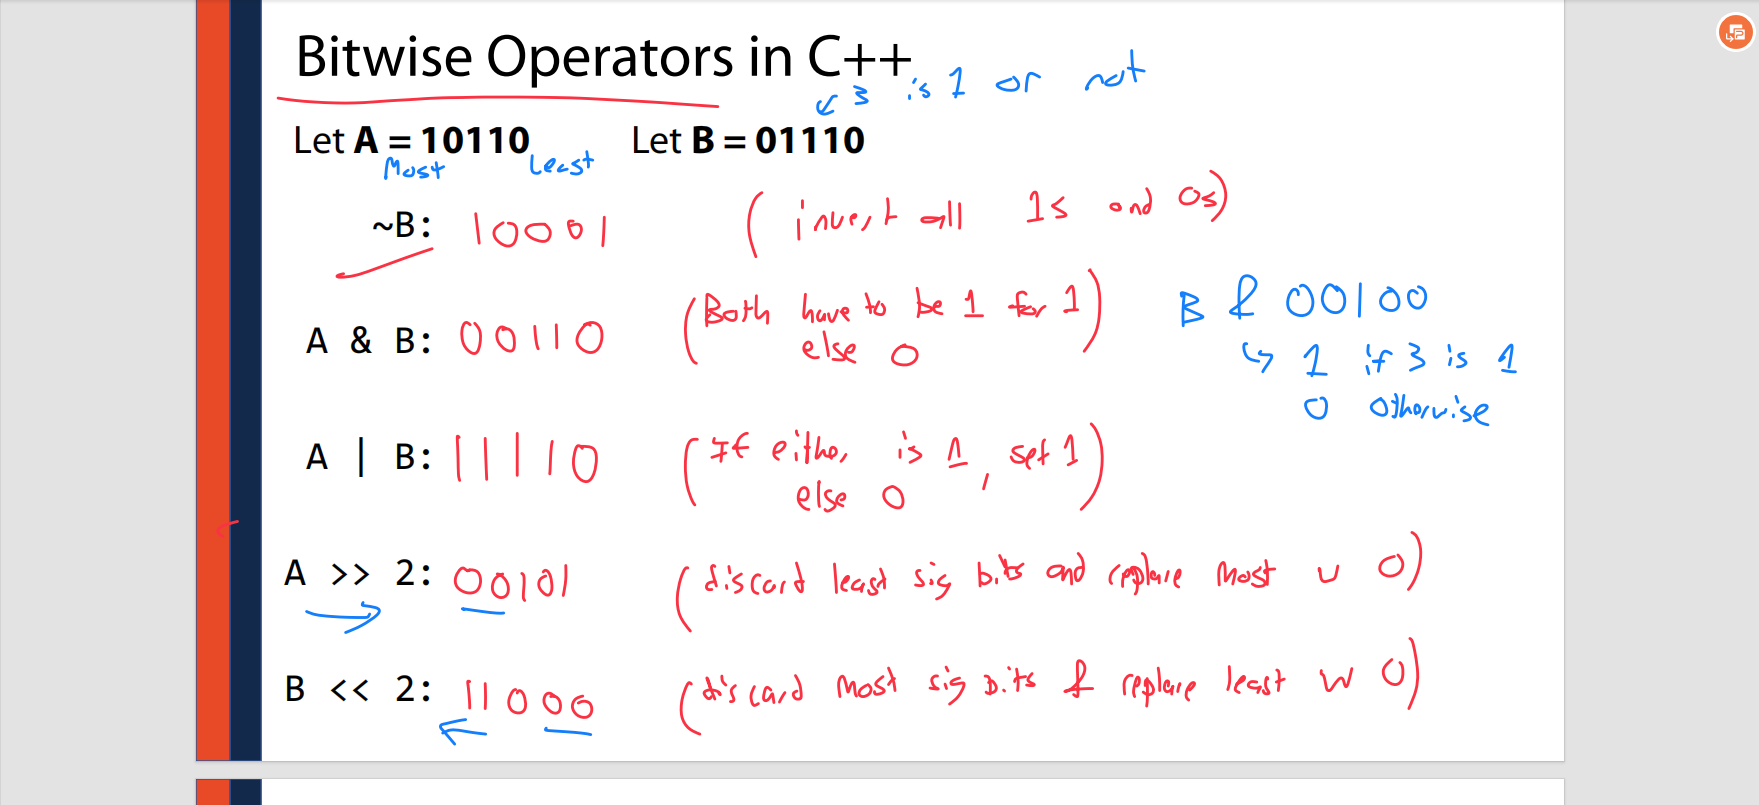 Bitwise Operators in C++
↙ 3 is 1 or not
Let A = 10110 Let B = 01110
Most Least
~B: 10001 (invert all 1s and 0s)
A & B: 00110 (Both have to be 1 for 1 else 0)
B & 00100
↳ 1 if 3 is 1
0 otherwise
A | B: 11110 (If either is 1, set 1 else 0)
A >> 2: 00101 (discard least sig bits and replace most w 0)
B << 2: 11000 (discard most sig bits & replace least w 0)